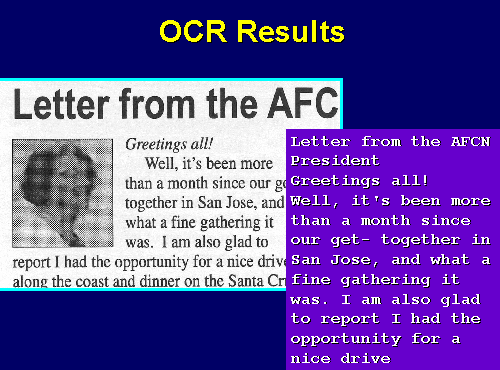 OCR Results
Letter from the AFC
Greetings all!
Well, it's been more
than a month since our
together in San Jose, and
what a fine gathering it
was. I am also glad to
report I had the opportunity for a nice drive
along the coast and dinner on the Santa
Letter from the AFCN
President
Greetings all!
Well, it's been more
than a month since
our get- together in
San Jose, and what a
fine gathering it
was. I am also glad
to report I had the
opportunity for a
nice drive